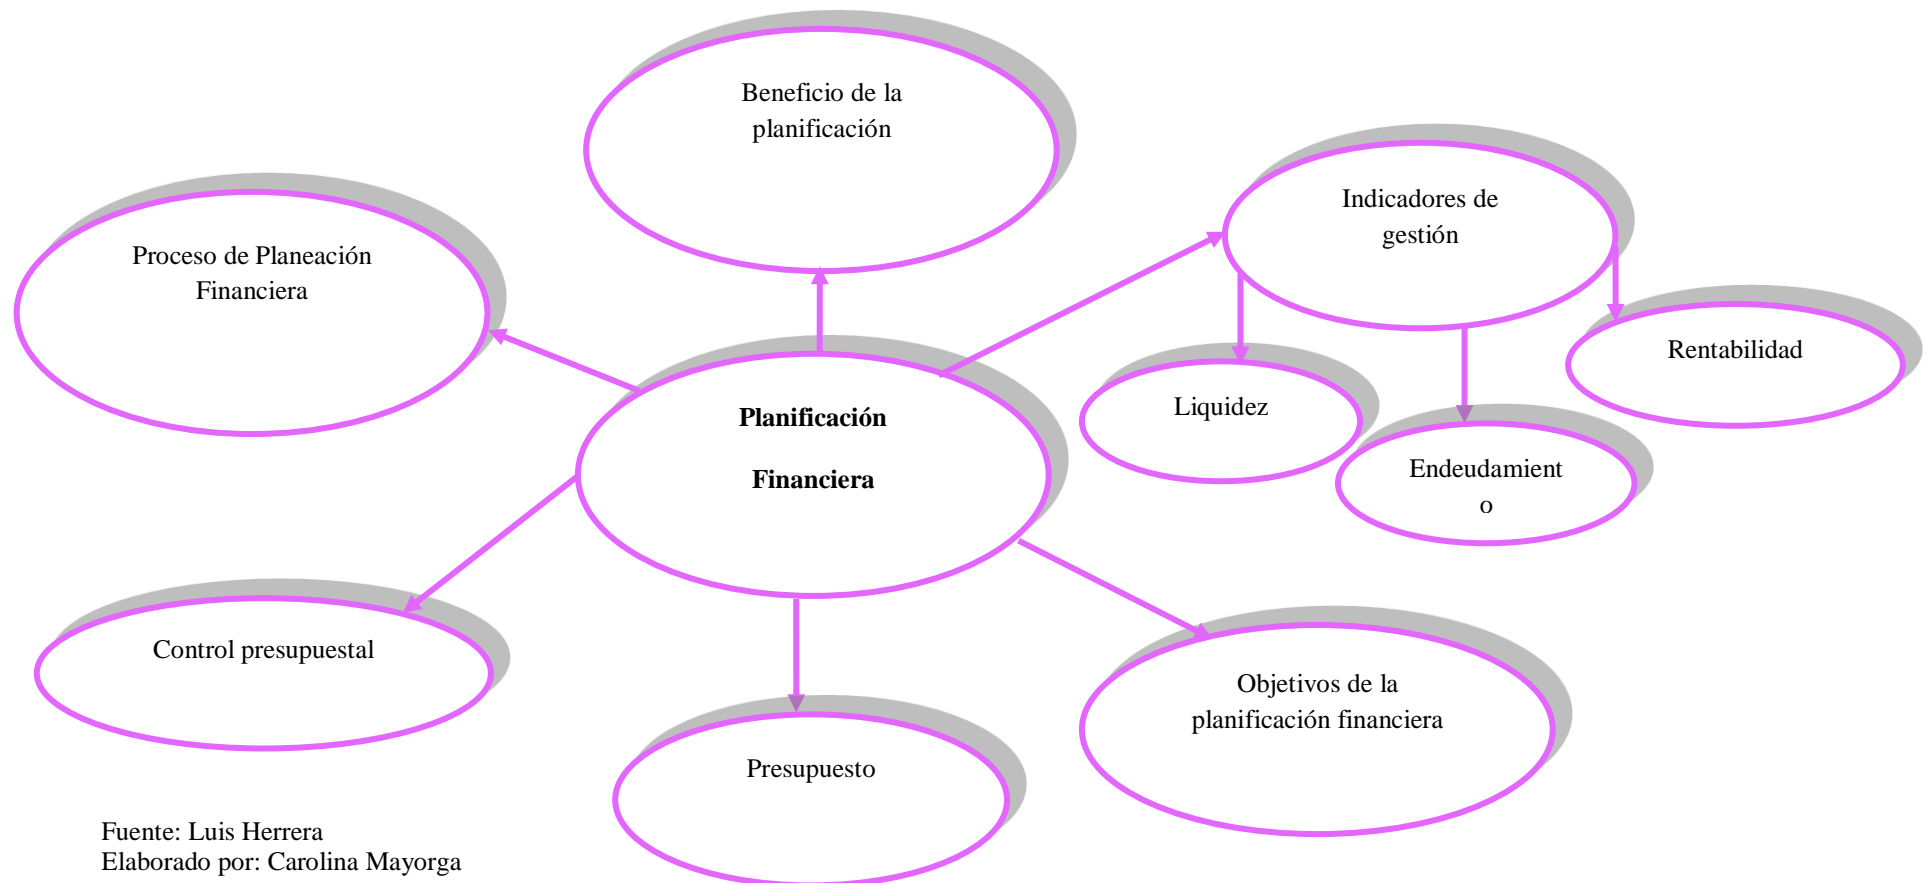 Beneficio de la
planificación
Indicadores de
gestión
Proceso de Planeación
Financiera
Rentabilidad
Liquidez
Planificación
Financiera
Endeudamient
o
Control presupuestal
Objetivos de la
planificación financiera
Presupuesto
Fuente: Luis Herrera
Elaborado por: Carolina Mayorga